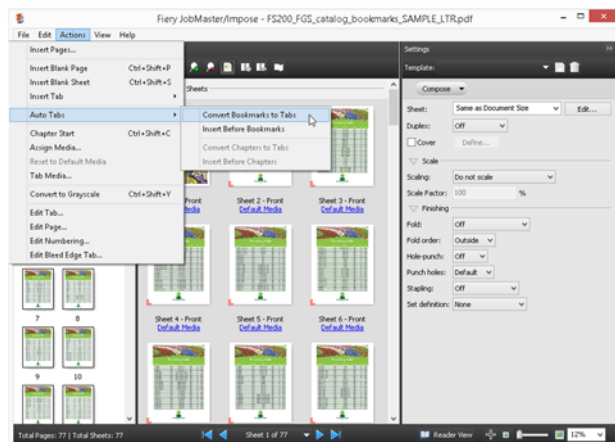 Fiery JobMaster/Impose - FS200_FGS_catalog_bookmarks_SAMPLE_LTR.pdf
File Edit Actions View Help
Insert Pages...
Insert Blank Page Ctrl+Shift+P
Insert Blank Sheet Ctrl+Shift+S
Insert Tab
Auto Tabs
Chapter Start Ctrl+Shift+C
Assign Media...
Reset to Default Media
Tab Media...
Convert to Grayscale Ctrl+Shift+Y
Edit Tab...
Edit Page...
Edit Numbering...
Edit Bleed Edge Tab...
Convert Bookmarks to Tabs
Insert Before Bookmarks
Convert Chapters to Tabs
Insert Before Chapters
7 8
9 10
Sheets
Front Sheet 2 - Front Sheet 3 - Front
Media Default Media Default Media
Sheet 4 - Front Sheet 5 - Front Sheet 6 - Front
Default Media Default Media Default Media
Settings
Template:
Compose
Sheet: Same as Document Size Edit...
Duplex: Off
Cover Define...
Scale
Scaling: Do not scale
Scale Factor: 100 %
Finishing
Fold: Off
Fold order: Outside
Hole-punch: Off
Punch holes: Default
Stapling: Off
Set definition: None
Total Pages: 77 | Total Sheets: 77
Sheet 1 of 77
Reader View
12%